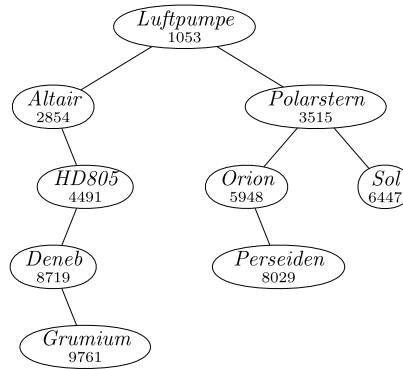 Luftpumpe
1053
Altair
2854
Polarstern
3515
HD805
4491
Orion
5948
Sol
6447
Deneb
8719
Perseiden
8029
Grumium
9761